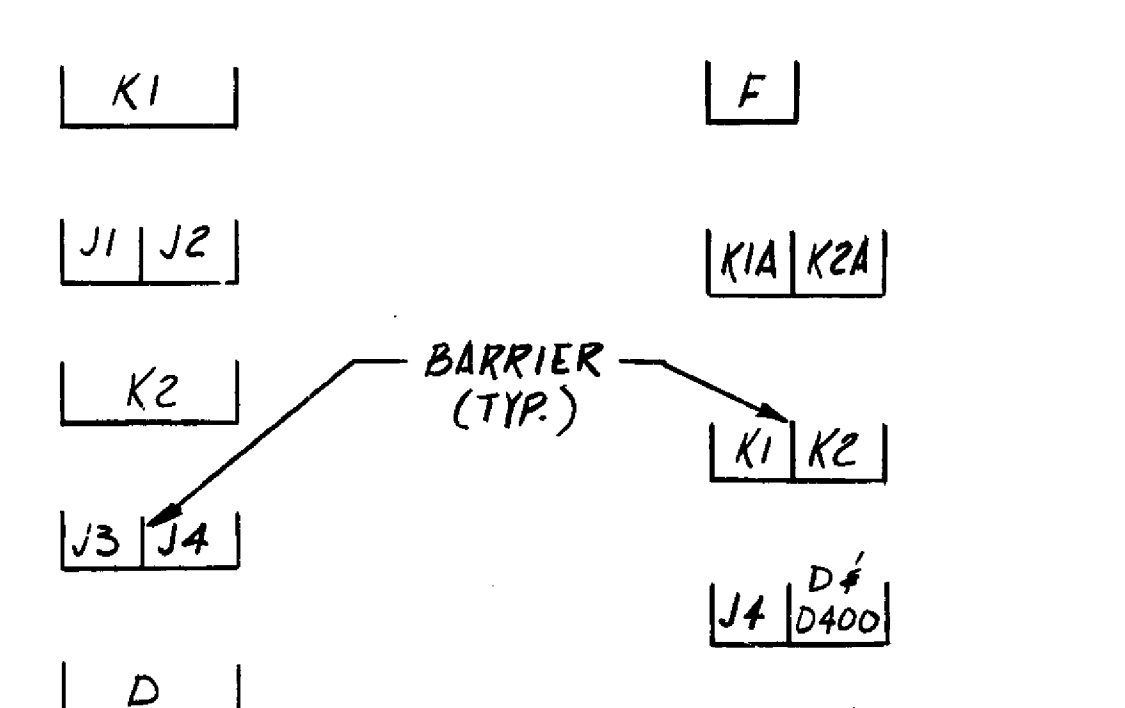 K1
J1 J2
K2
J3 J4
D
BARRIER
(TYP.)
F
K1A K2A
K1 K2
J4
D &
D400